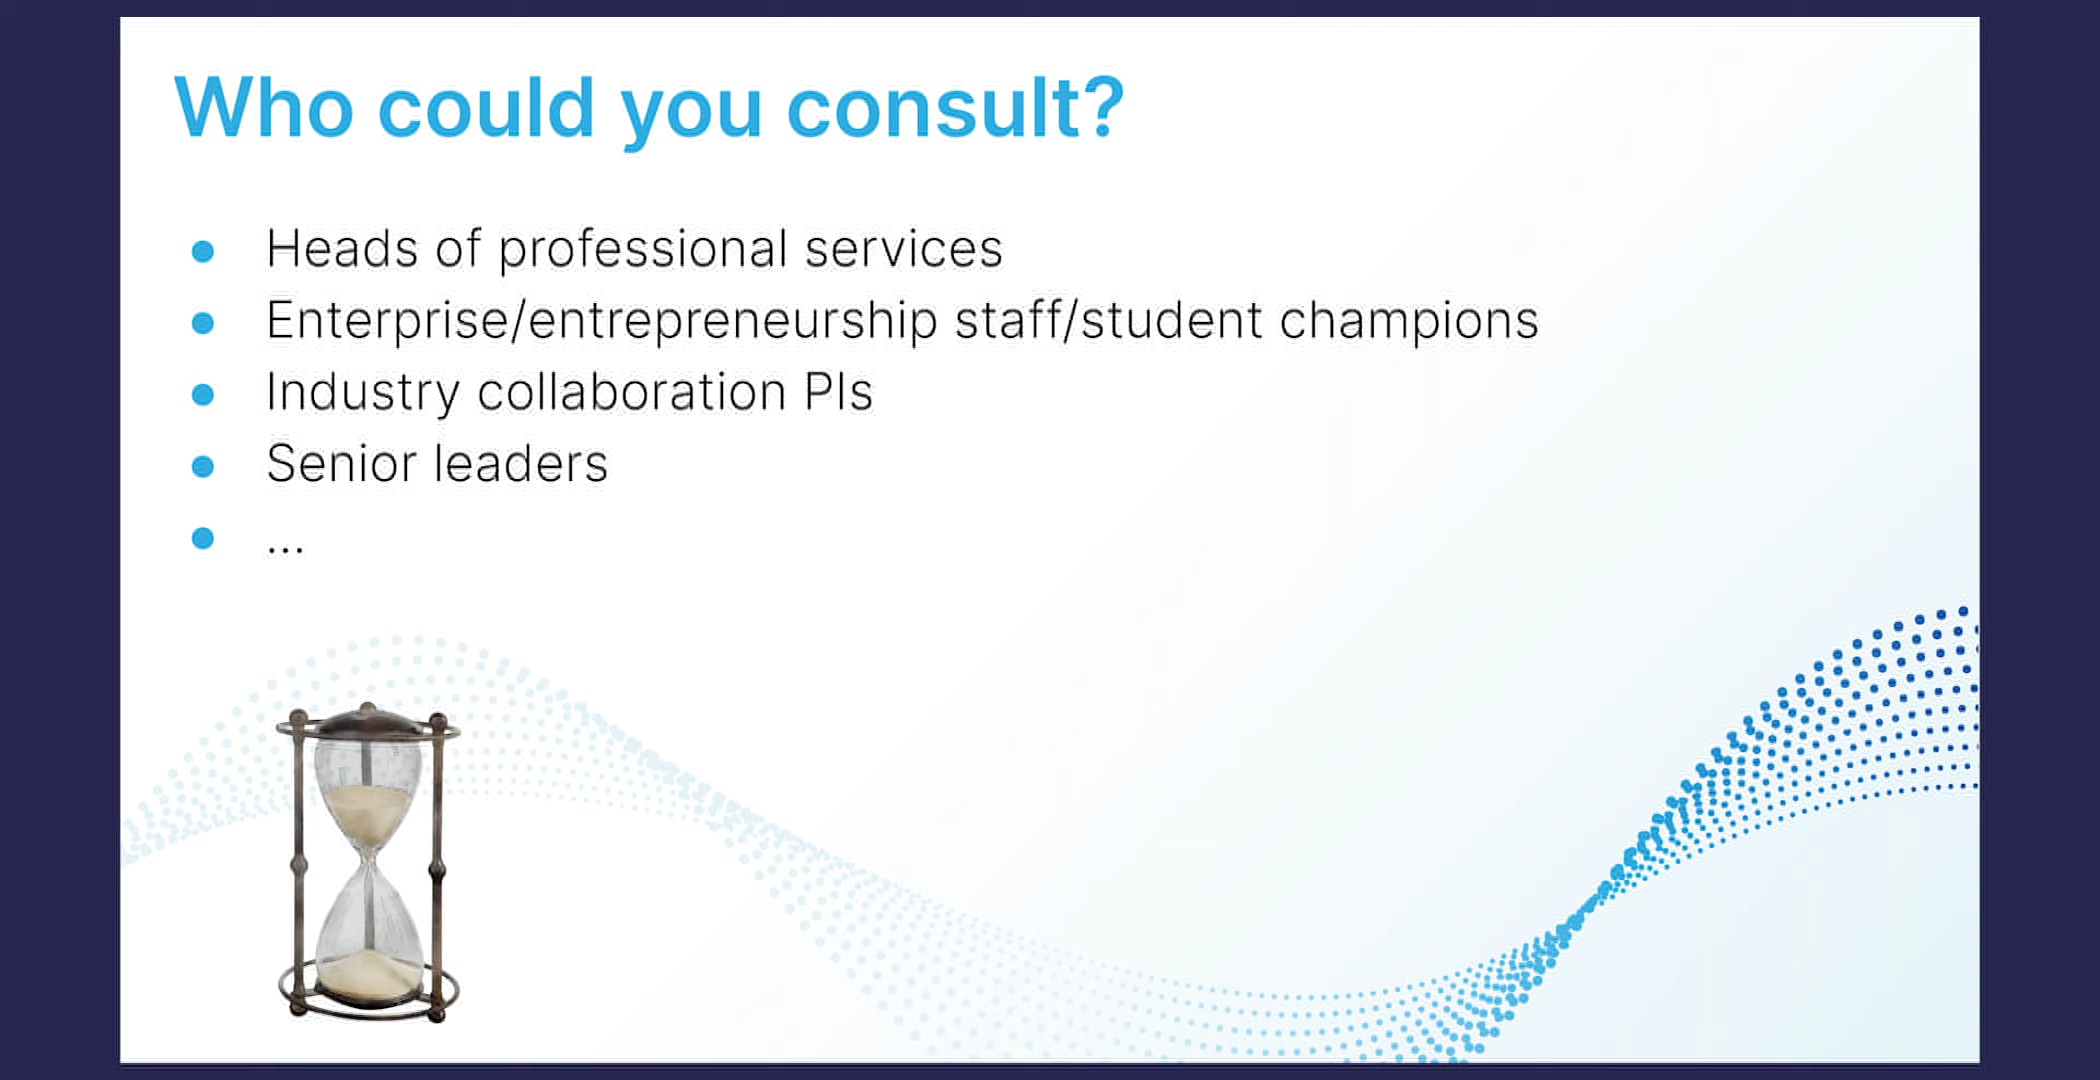 Who could you consult?
● Heads of professional services
● Enterprise/entrepreneurship staff/student champions
● Industry collaboration PIs
● Senior leaders
● ...